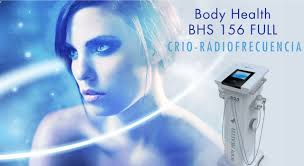 Body Health
BHS 156 FULL
CRIO-RADIOFRECUENCIA